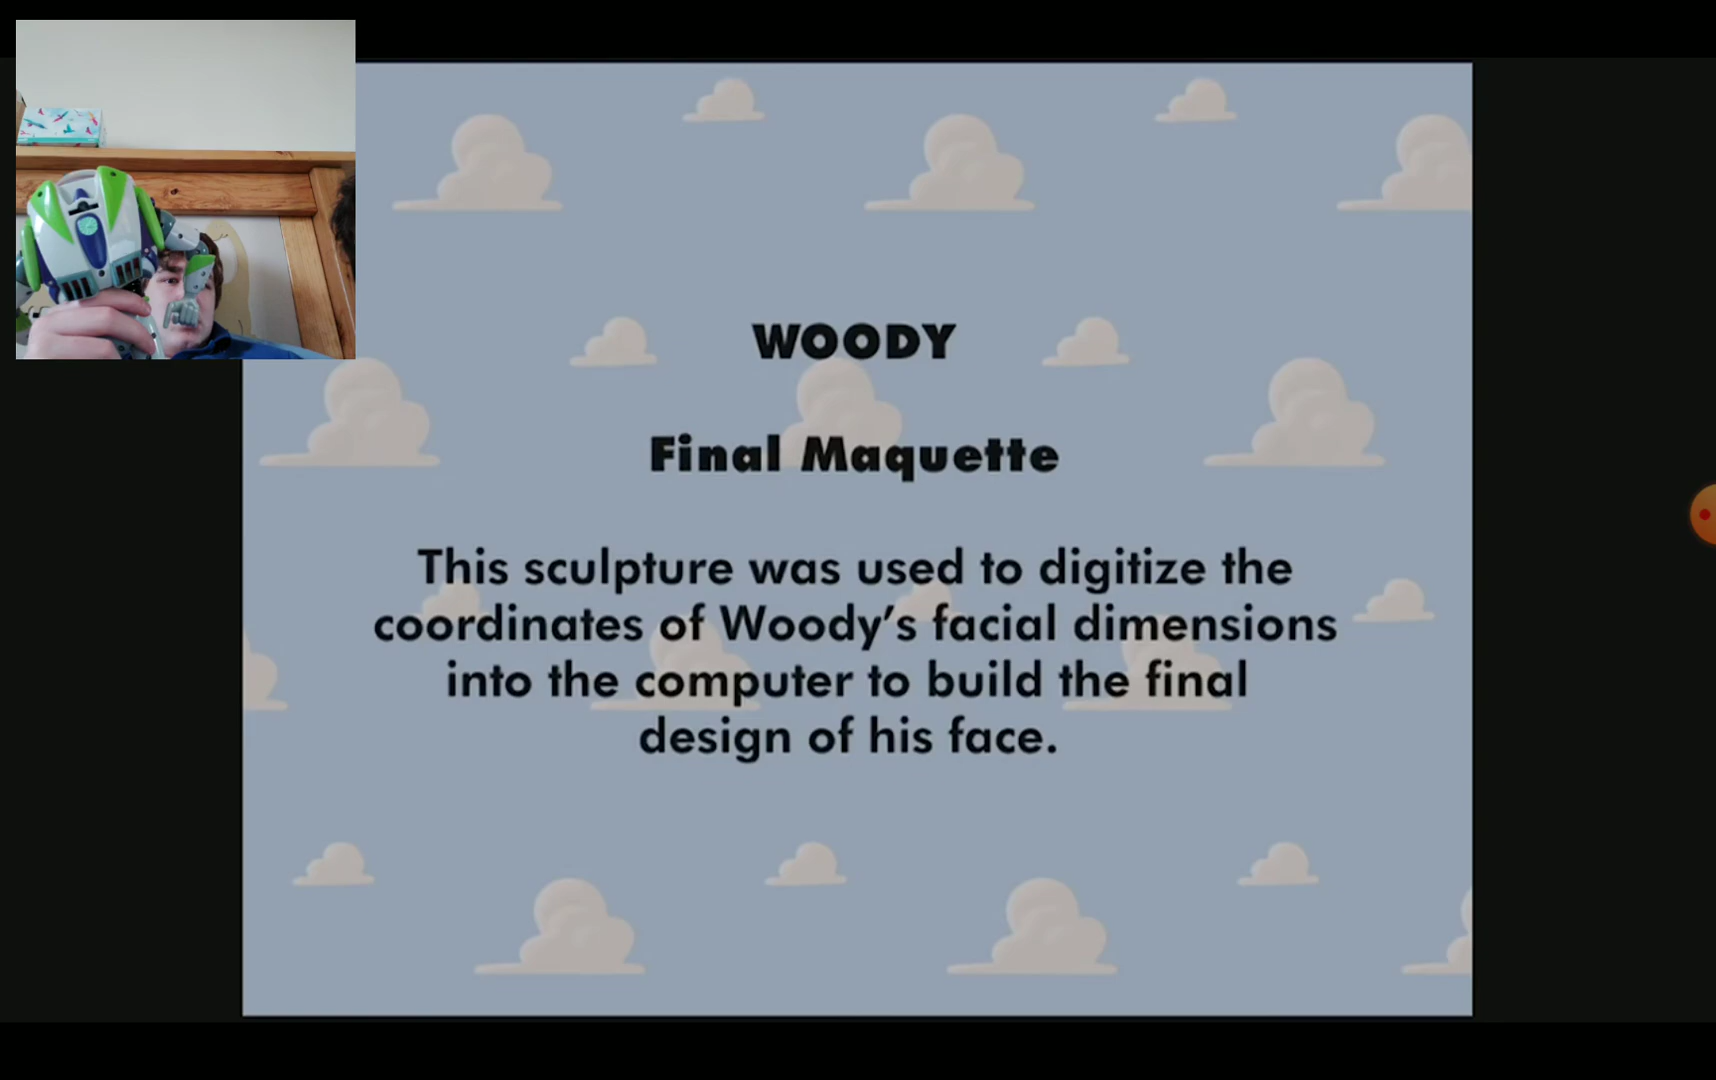 WOODY
Final Maquette
This sculpture was used to digitize the
coordinates of Woody's facial dimensions
into the computer to build the final
design of his face.